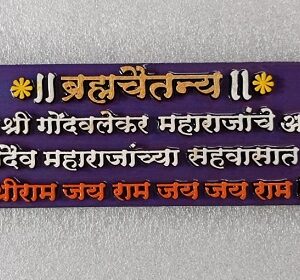 * || ब्रह्मचैतन्य || *
श्री गोंदवलेकर महाराजांचे
महाराजांच्या सहवासात
जय राम जय जय राम